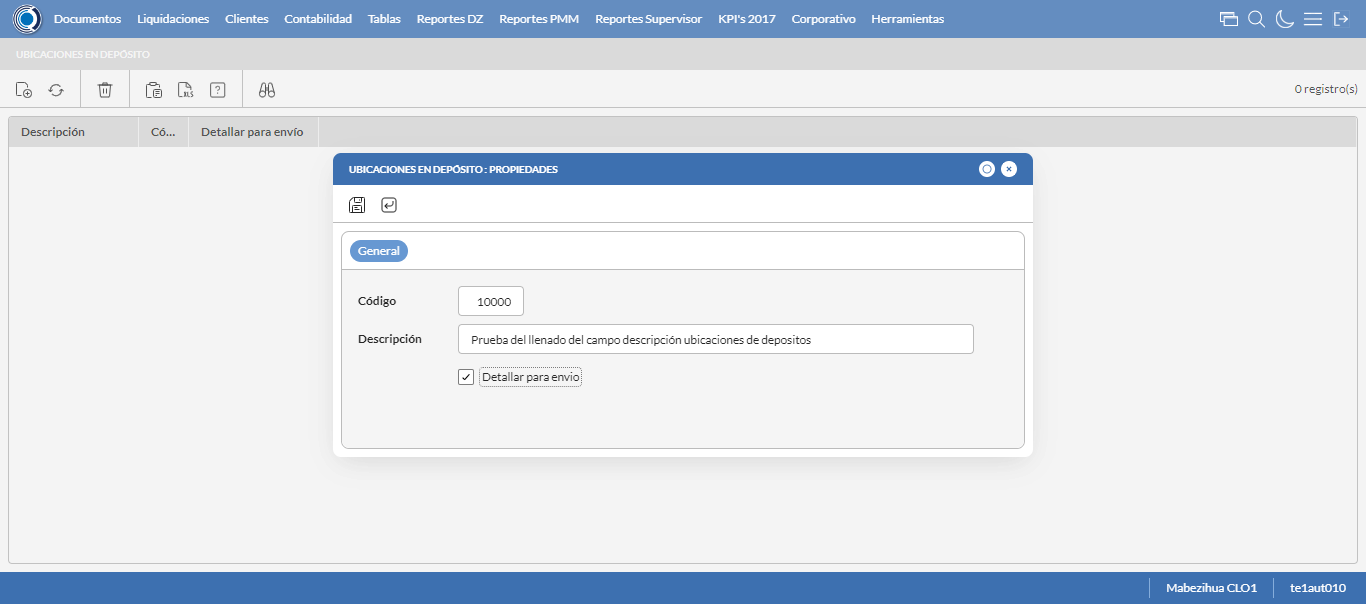 Documentos Liquidaciones Clientes Contabilidad Tablas Reportes DZ Reportes PMM Reportes Supervisor KPI's 2017 Corporativo Herramientas
UBICACIONES EN DEPÓSITO
XLS ? 0 registro(s)
Descripción Có... Detallar para envío
UBICACIONES EN DEPÓSITO : PROPIEDADES
General
Código 10000
Descripción Prueba del llenado del campo descripción ubicaciones de depositos
Detallar para envio
Mabezihua CLO1 te1aut010